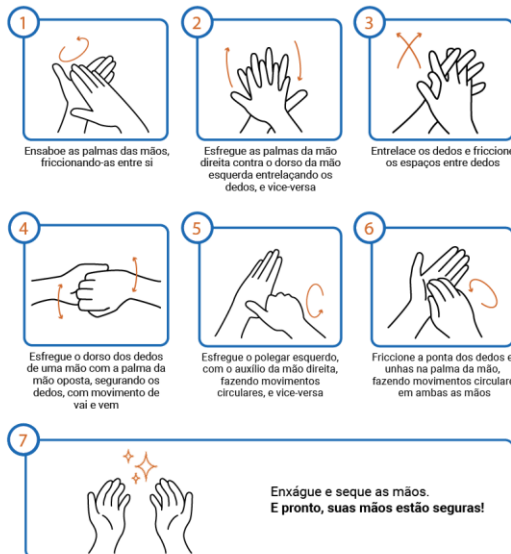 1
Ensaboe as palmas das mãos,
friccionando-as entre si
2
Esfregue as palmas da mão
direita contra o dorso da mão
esquerda entrelaçando os
dedos, e vice-versa
3
Entrelace os dedos e friccione
os espaços entre dedos
4
Esfregue o dorso dos dedos
de uma mão com a palma da
mão oposta, segurando os
dedos, com movimento de
vai e vem
5
Esfregue o polegar esquerdo,
com o auxílio da mão direita,
fazendo movimentos
circulares, e vice-versa
6
Friccione a ponta dos dedos e
unhas na palma da mão,
fazendo movimentos circulare
em ambas as mãos
7
Enxágue e seque as mãos.
E pronto, suas mãos estão seguras!